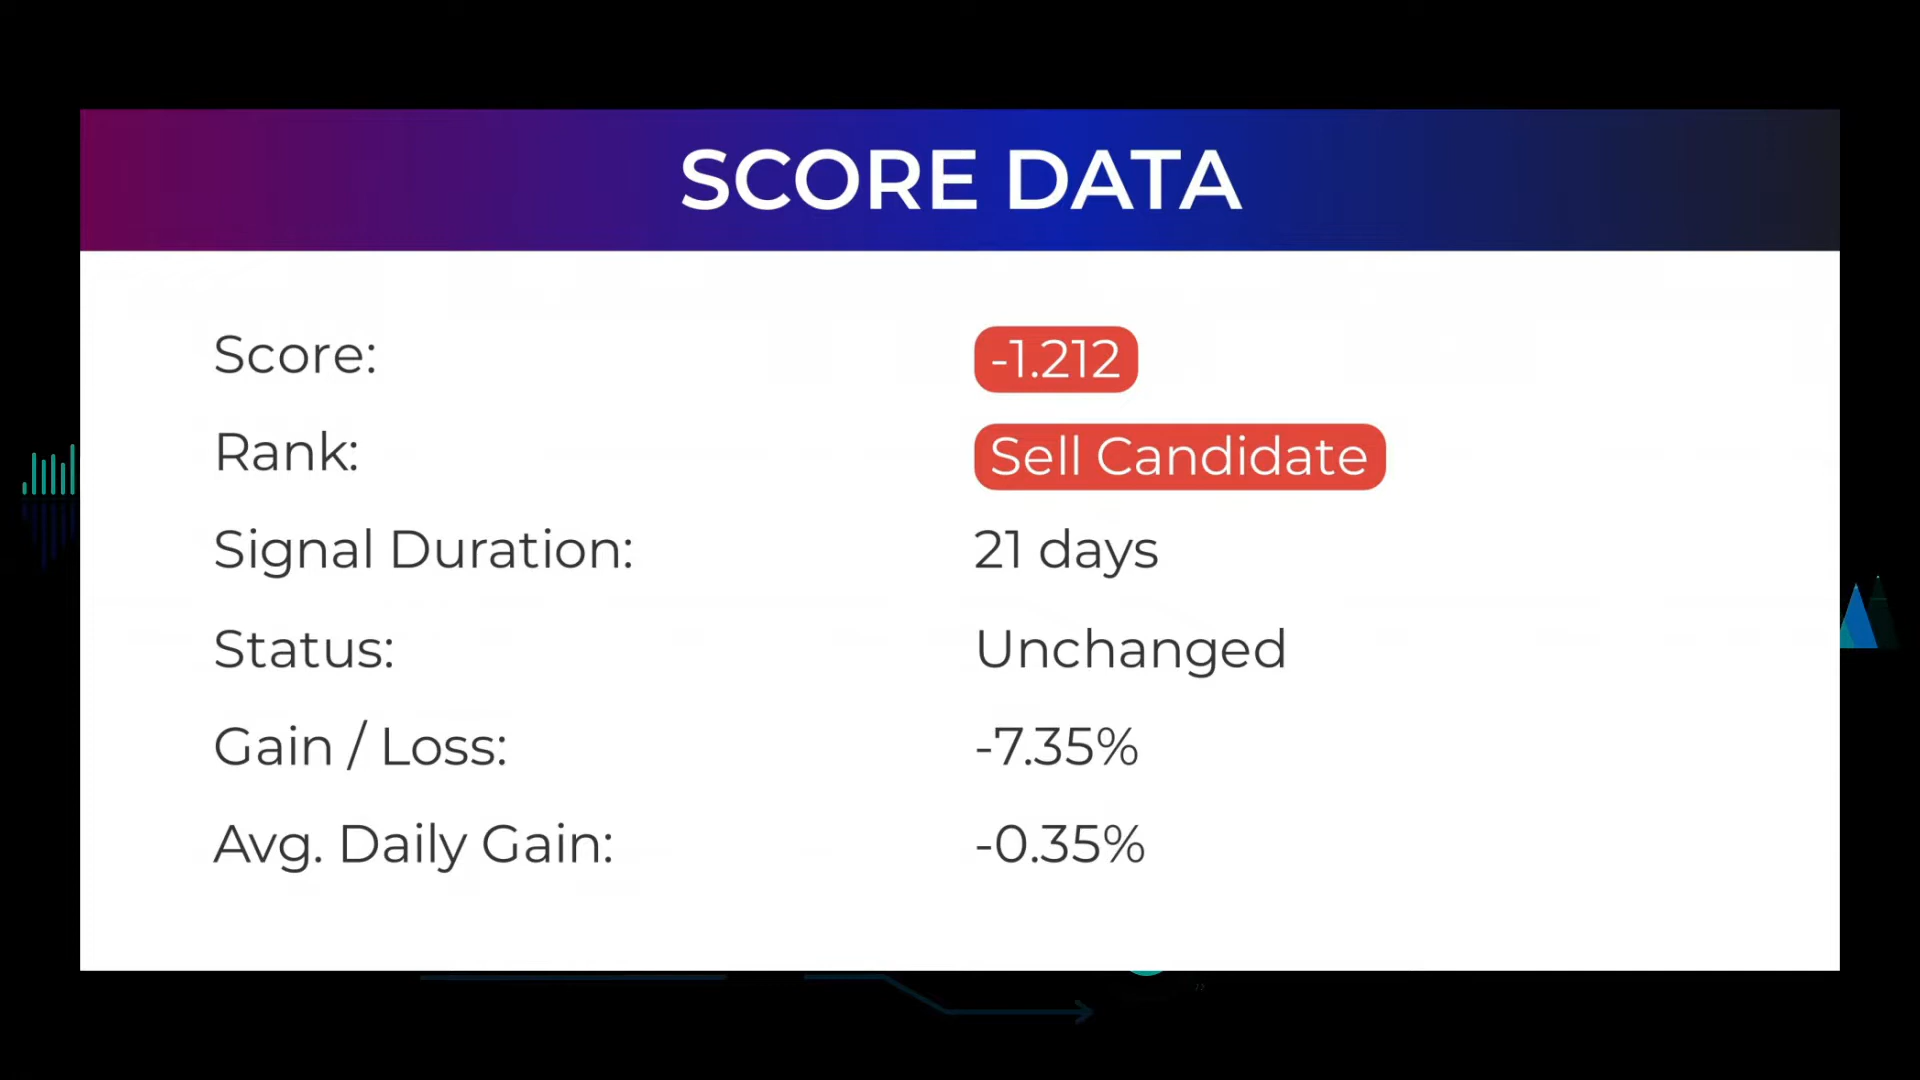 SCORE DATA
Score: -1.212
Rank: Sell Candidate
Signal Duration: 21 days
Status: Unchanged
Gain / Loss: -7.35%
Avg. Daily Gain: -0.35%